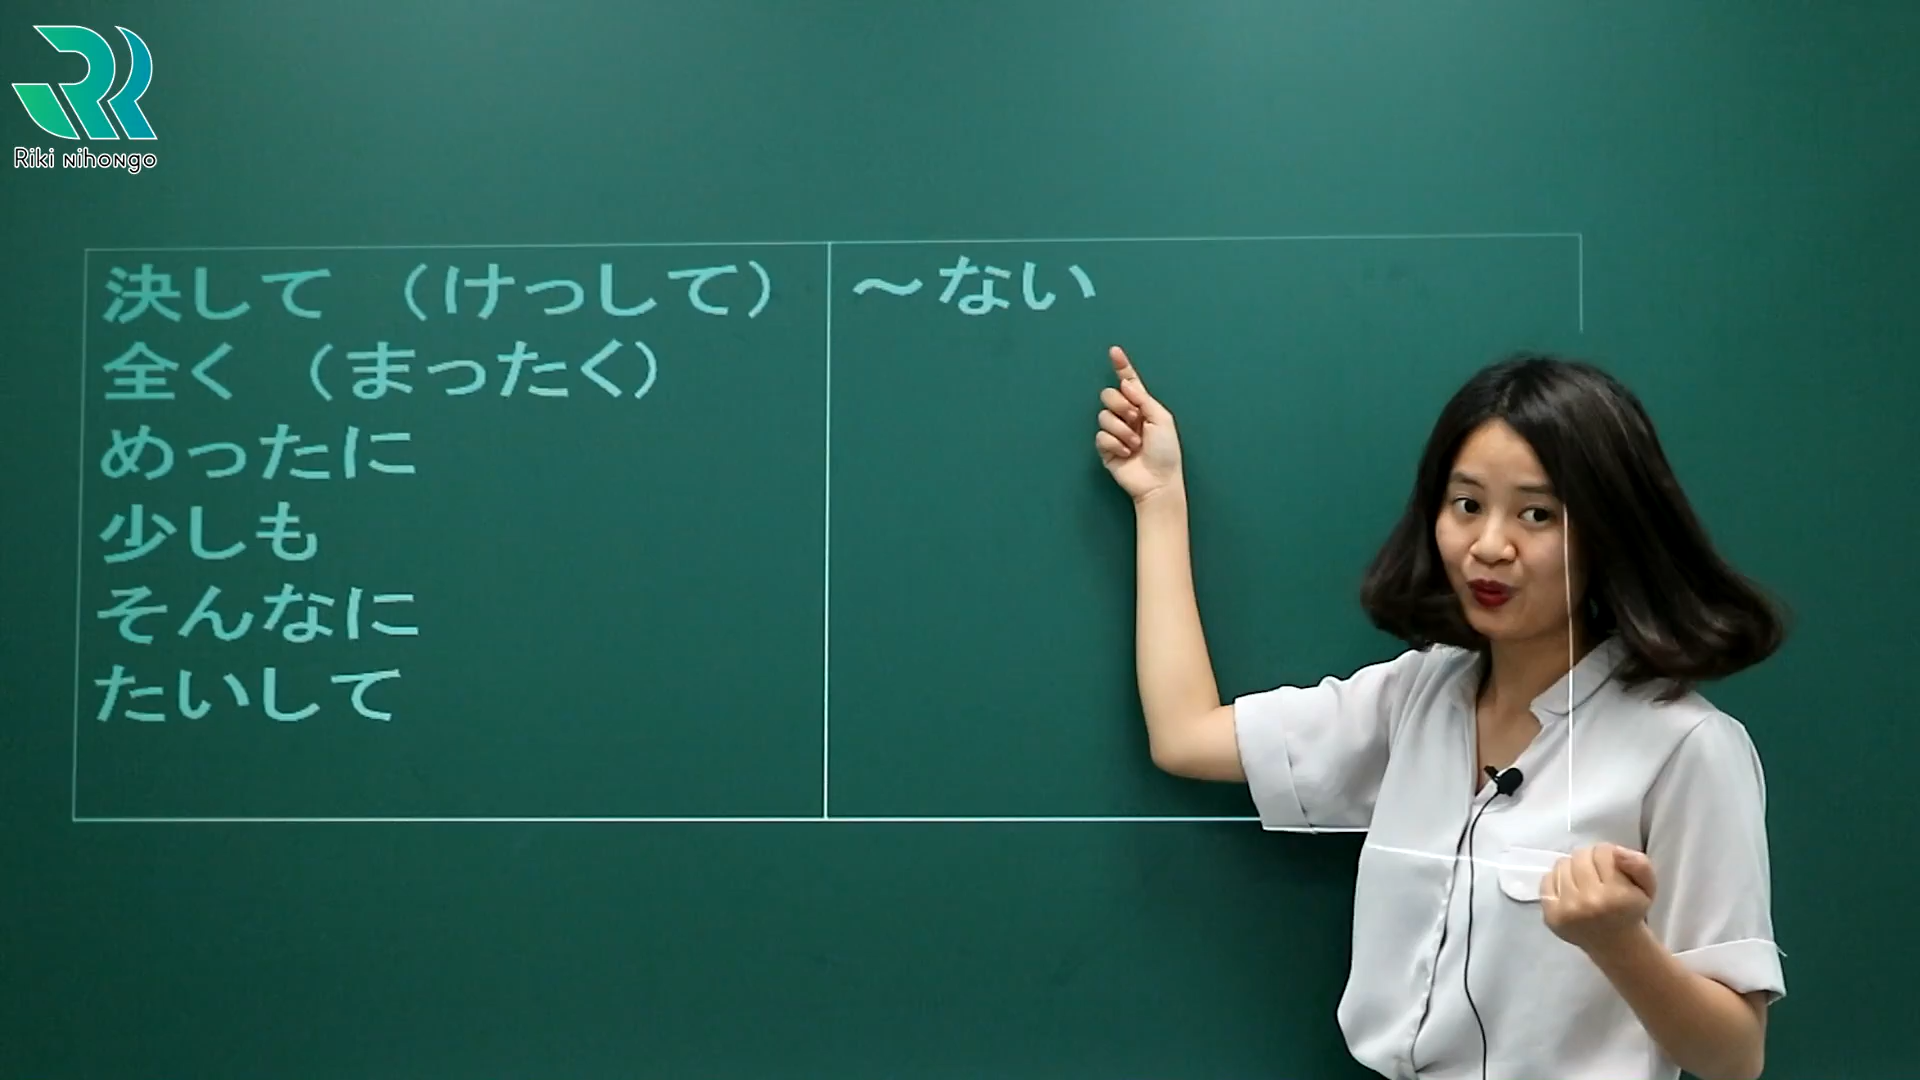 Riki nihongo
決して （けっして） ～ない
全く （まったく）
めったに
少しも
そんなに
たいして